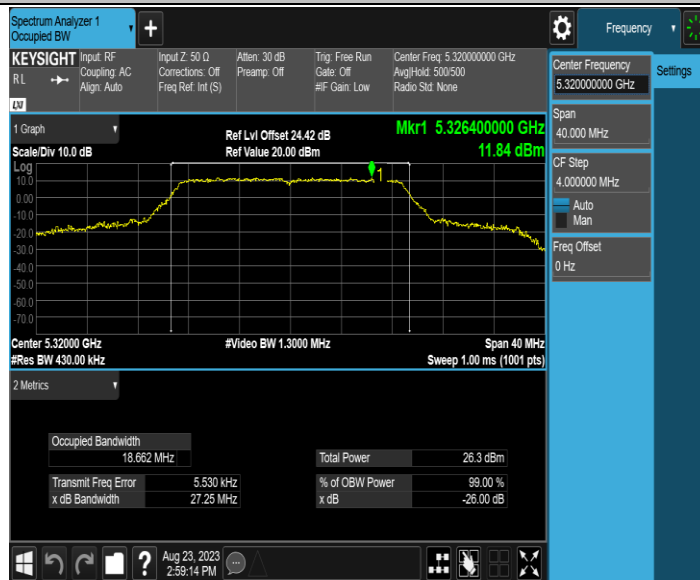 Spectrum Analyzer 1
Occupied BW
+
Frequency
KEYSIGHT
RL
LXI
Input: RF
Coupling: AC
Align: Auto
Input Z: 50 Ω
Corrections: Off
Freq Ref: Int (S)
Atten: 30 dB
Preamp: Off
Trig: Free Run
Gate: Off
#IF Gain: Low
Center Freq: 5.320000000 GHz
Avg|Hold: 500/500
Radio Std: None
Center Frequency
5.320000000 GHz
Settings
Span
40.000 MHz
CF Step
4.000000 MHz
Auto
Man
Freq Offset
0 Hz
1 Graph
Scale/Div 10.0 dB
Ref Lvl Offset 24.42 dB
Ref Value 20.00 dBm
Mkr1 5.326400000 GHz
11.84 dBm
Log
10.0
0.00
-10.0
-20.0
-30.0
-40.0
-50.0
-60.0
-70.0
1
Center 5.32000 GHz
#Res BW 430.00 kHz
#Video BW 1.3000 MHz
Span 40 MHz
Sweep 1.00 ms (1001 pts)
2 Metrics
Occupied Bandwidth
18.662 MHz
Total Power 26.3 dBm
Transmit Freq Error 5.530 kHz
% of OBW Power 99.00 %
x dB Bandwidth 27.25 MHz
x dB -26.00 dB
?
Aug 23, 2023
2:59:14 PM